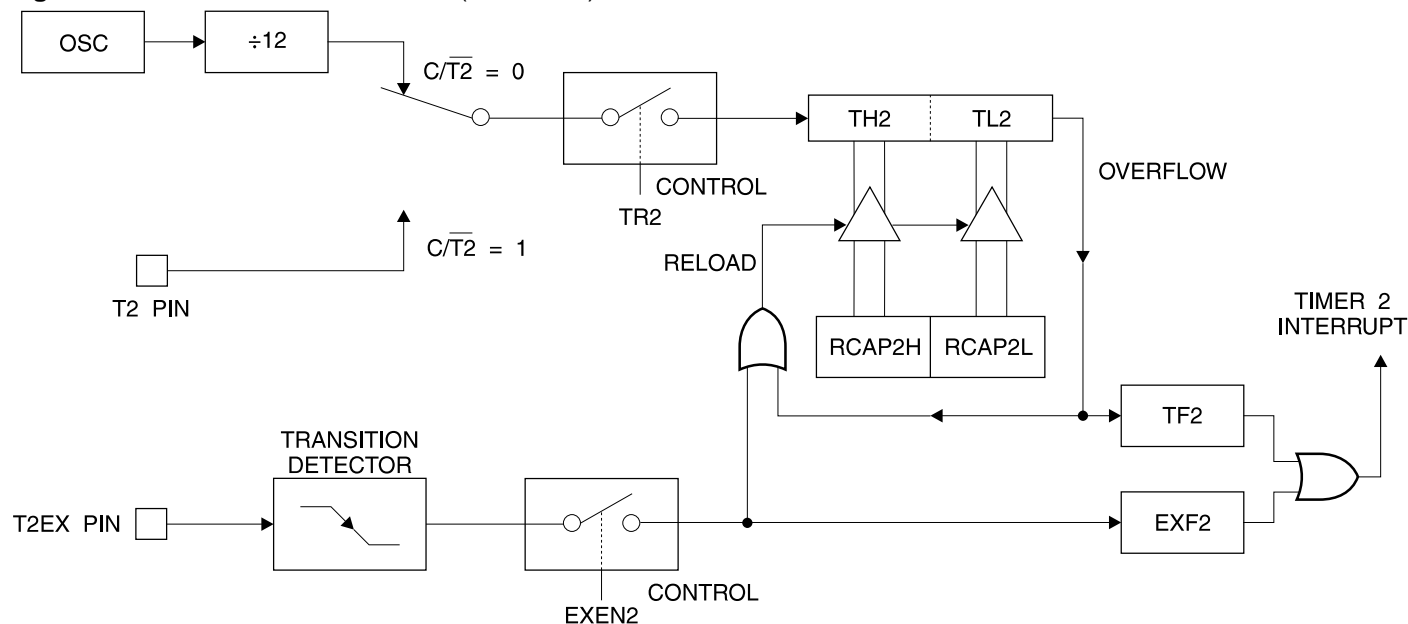 OSC
÷12
C/T2̅ = 0
TH2
TL2
OVERFLOW
CONTROL
TR2
C/T2̅ = 1
RELOAD
T2 PIN
TIMER 2
INTERRUPT
RCAP2H
RCAP2L
TF2
TRANSITION
DETECTOR
T2EX PIN
EXF2
CONTROL
EXEN2